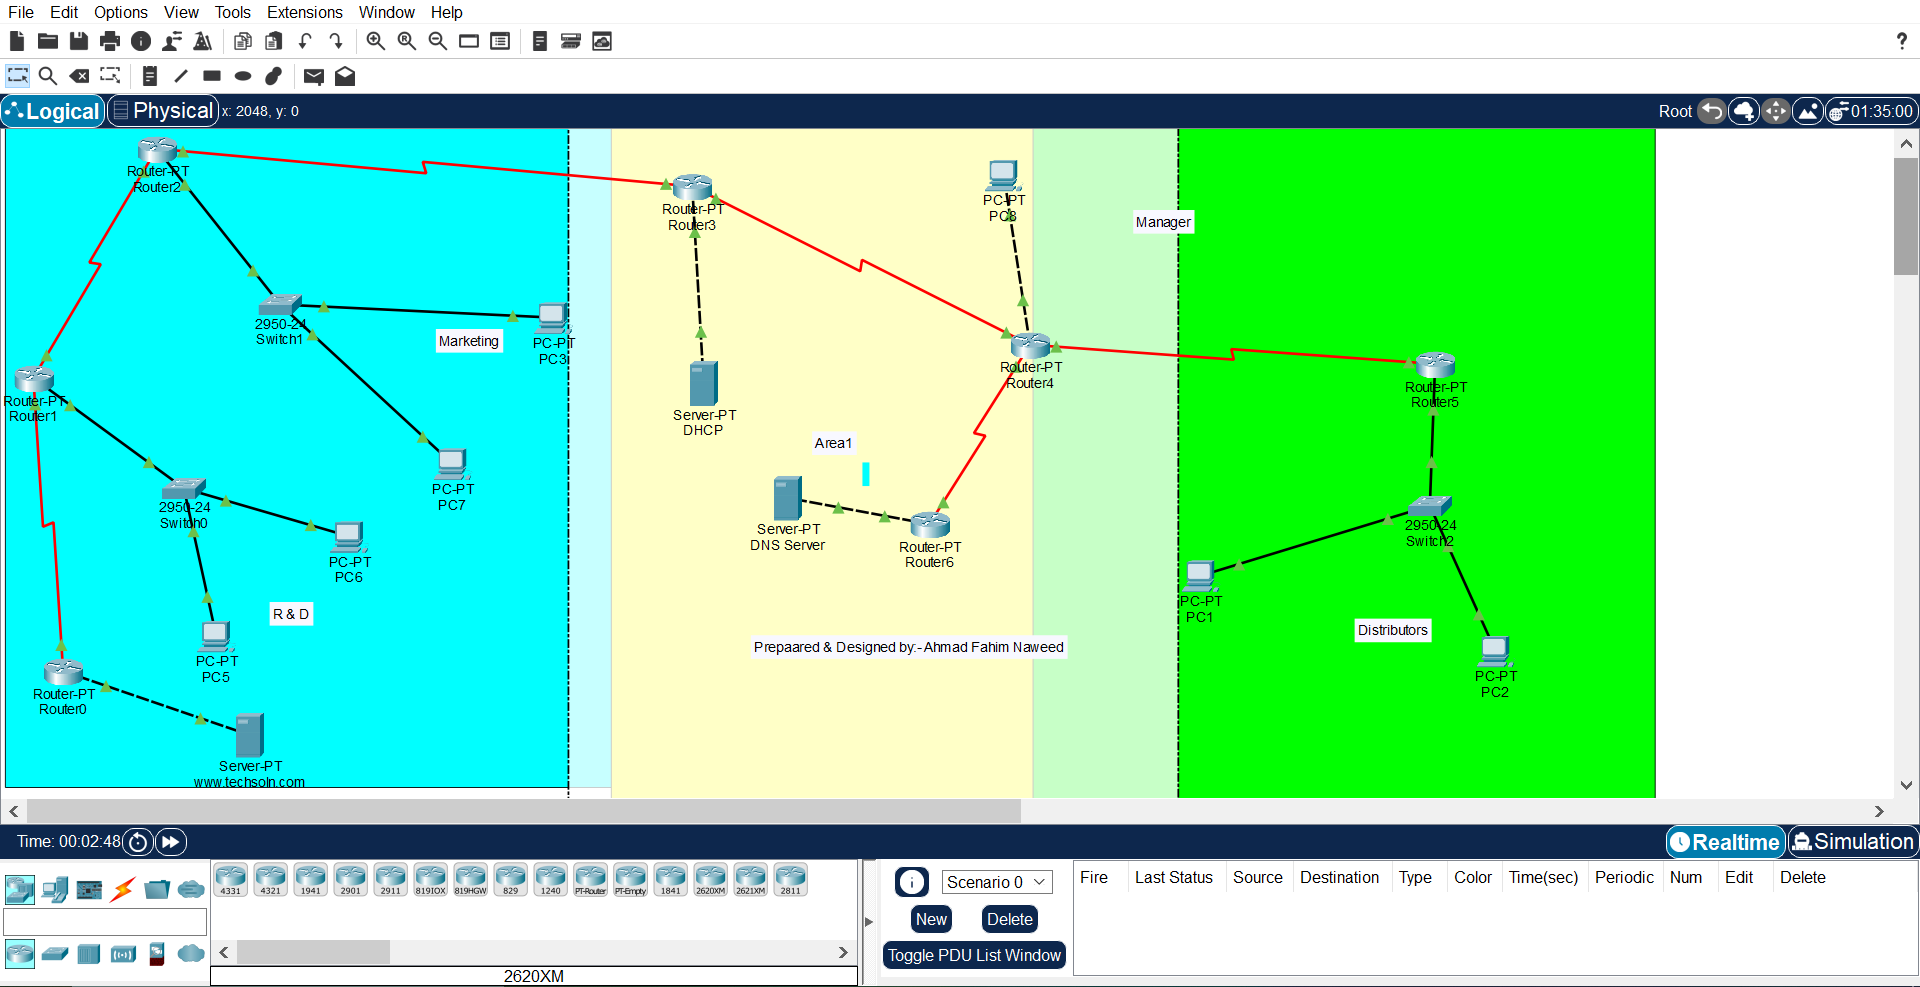 File Edit Options View Tools Extensions Window Help
?
Logical Physical x: 2048, y: 0
Root 01:35:00
Router-PT
Router2
Router-PT
Router3
PC-PT
PC8
Manager
2950-24
Switch1
Marketing
PC-PT
PC3
Router-PT
Router4
Router-PT
Router5
Router-PT
Router1
Server-PT
DHCP
Area1
PC-PT
PC7
2950-24
Switch0
Server-PT
DNS Server
Router-PT
Router6
2950-24
Switch2
PC-PT
PC6
R & D
PC-PT
PC1
Distributors
PC-PT
PC5
Prepaared & Designed by:- Ahmad Fahim Naweed
PC-PT
PC2
Router-PT
Router0
Server-PT
www.techsoln.com
Time: 00:02:48
Realtime Simulation
4331 4321 1941 2901 2911 819IOX 819HGW 829 1240 PT-Router PT-Empty 1841 2620XM 2621XM 2811
2620XM
Scenario 0
New Delete
Toggle PDU List Window
Fire Last Status Source Destination Type Color Time(sec) Periodic Num Edit Delete